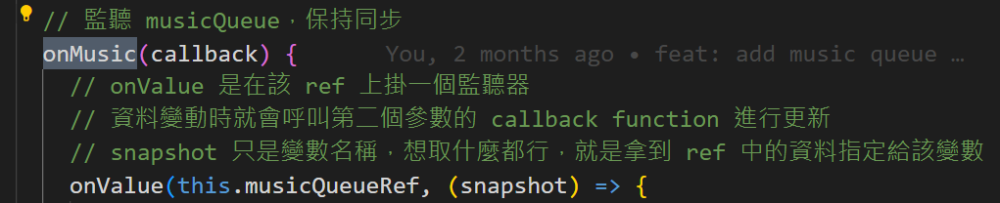 // 監聽 musicQueue，保持同步
onMusic(callback) {    You, 2 months ago • feat: add music queue …
// onValue 是在該 ref 上掛一個監聽器
// 資料變動時就會呼叫第二個參數的 callback function 進行更新
// snapshot 只是變數名稱，想取什麼都行，就是拿到 ref 中的資料指定給該變數
onValue(this.musicQueueRef, (snapshot) => {